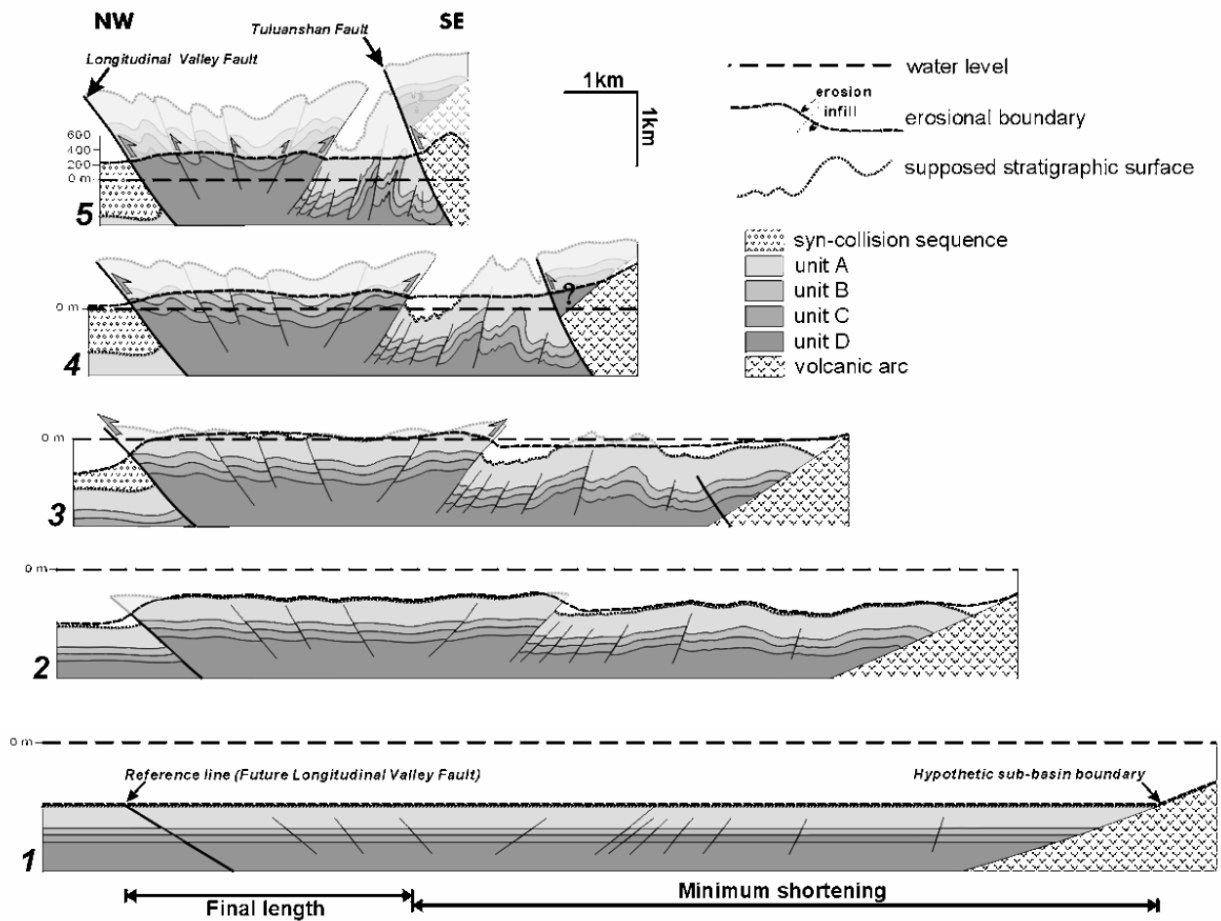 NW
SE
Tuluanshan Fault
Longitudinal Valley Fault
600
400
200
0 m
5
1km
1km
water level
erosion
infill
erosional boundary
supposed stratigraphic surface
syn-collision sequence
unit A
unit B
unit C
unit D
volcanic arc
0 m
?
4
0 m
3
0 m
2
0 m
Reference line (Future Longitudinal Valley Fault)
Hypothetic sub-basin boundary
1
Final length
Minimum shortening